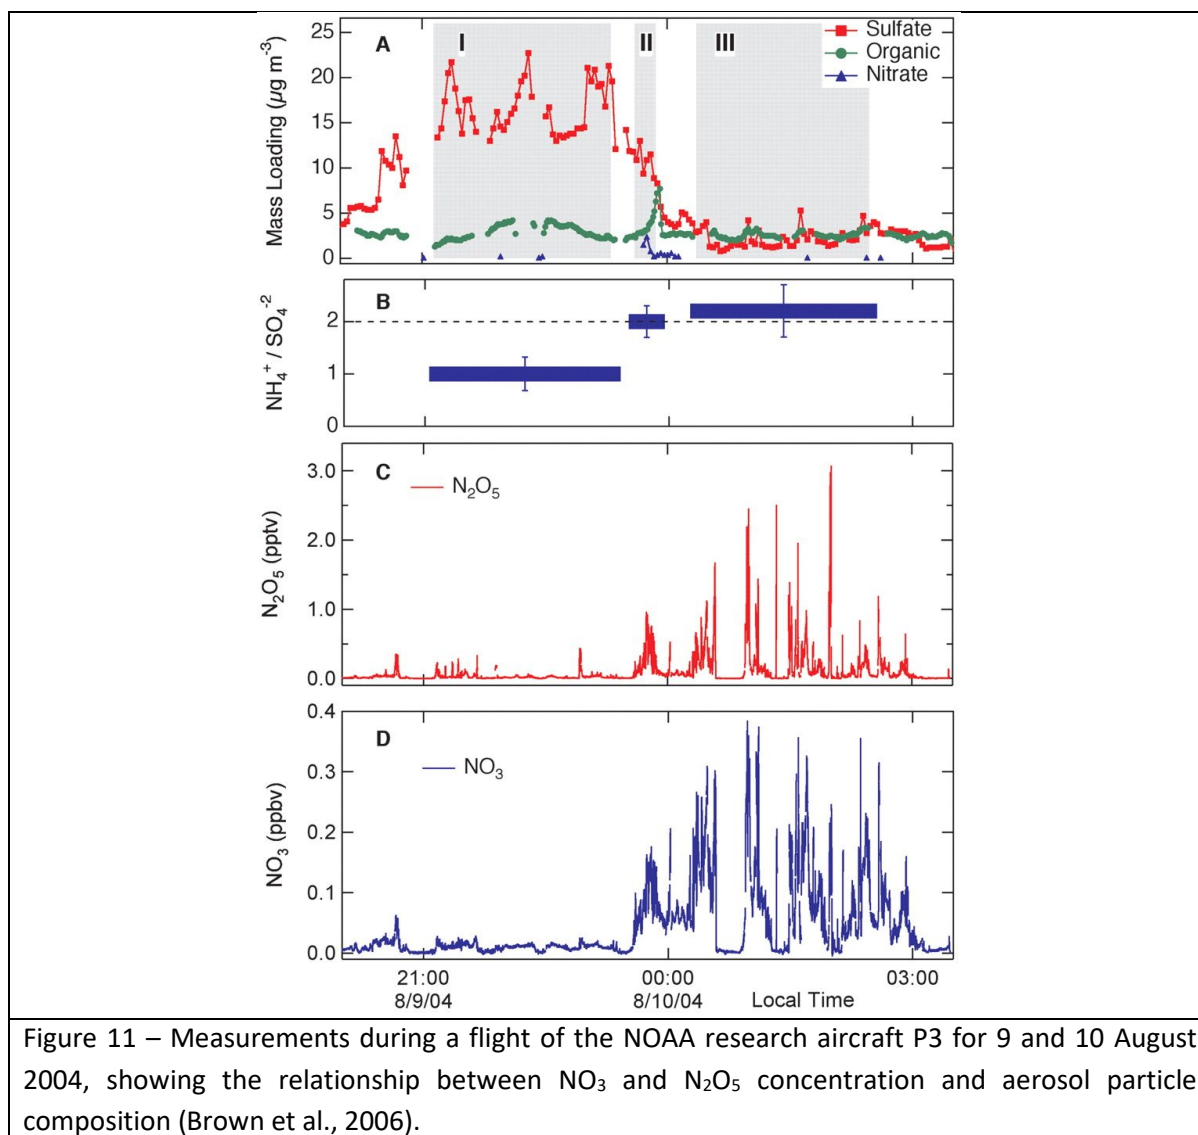 A
I
II
III
Sulfate
Organic
Nitrate
Mass Loading (µg m-3)
25
20
15
10
5
0
B
NH4+ / SO4-2
2
1
0
C
N2O5
N2O5 (pptv)
3.0
2.0
1.0
0.0
D
NO3
NO3 (ppbv)
0.4
0.3
0.2
0.1
0.0
21:00
8/9/04
00:00
8/10/04
Local Time
03:00
Figure 11 – Measurements during a flight of the NOAA research aircraft P3 for 9 and 10 August
2004, showing the relationship between NO3 and N2O5 concentration and aerosol particle
composition (Brown et al., 2006).